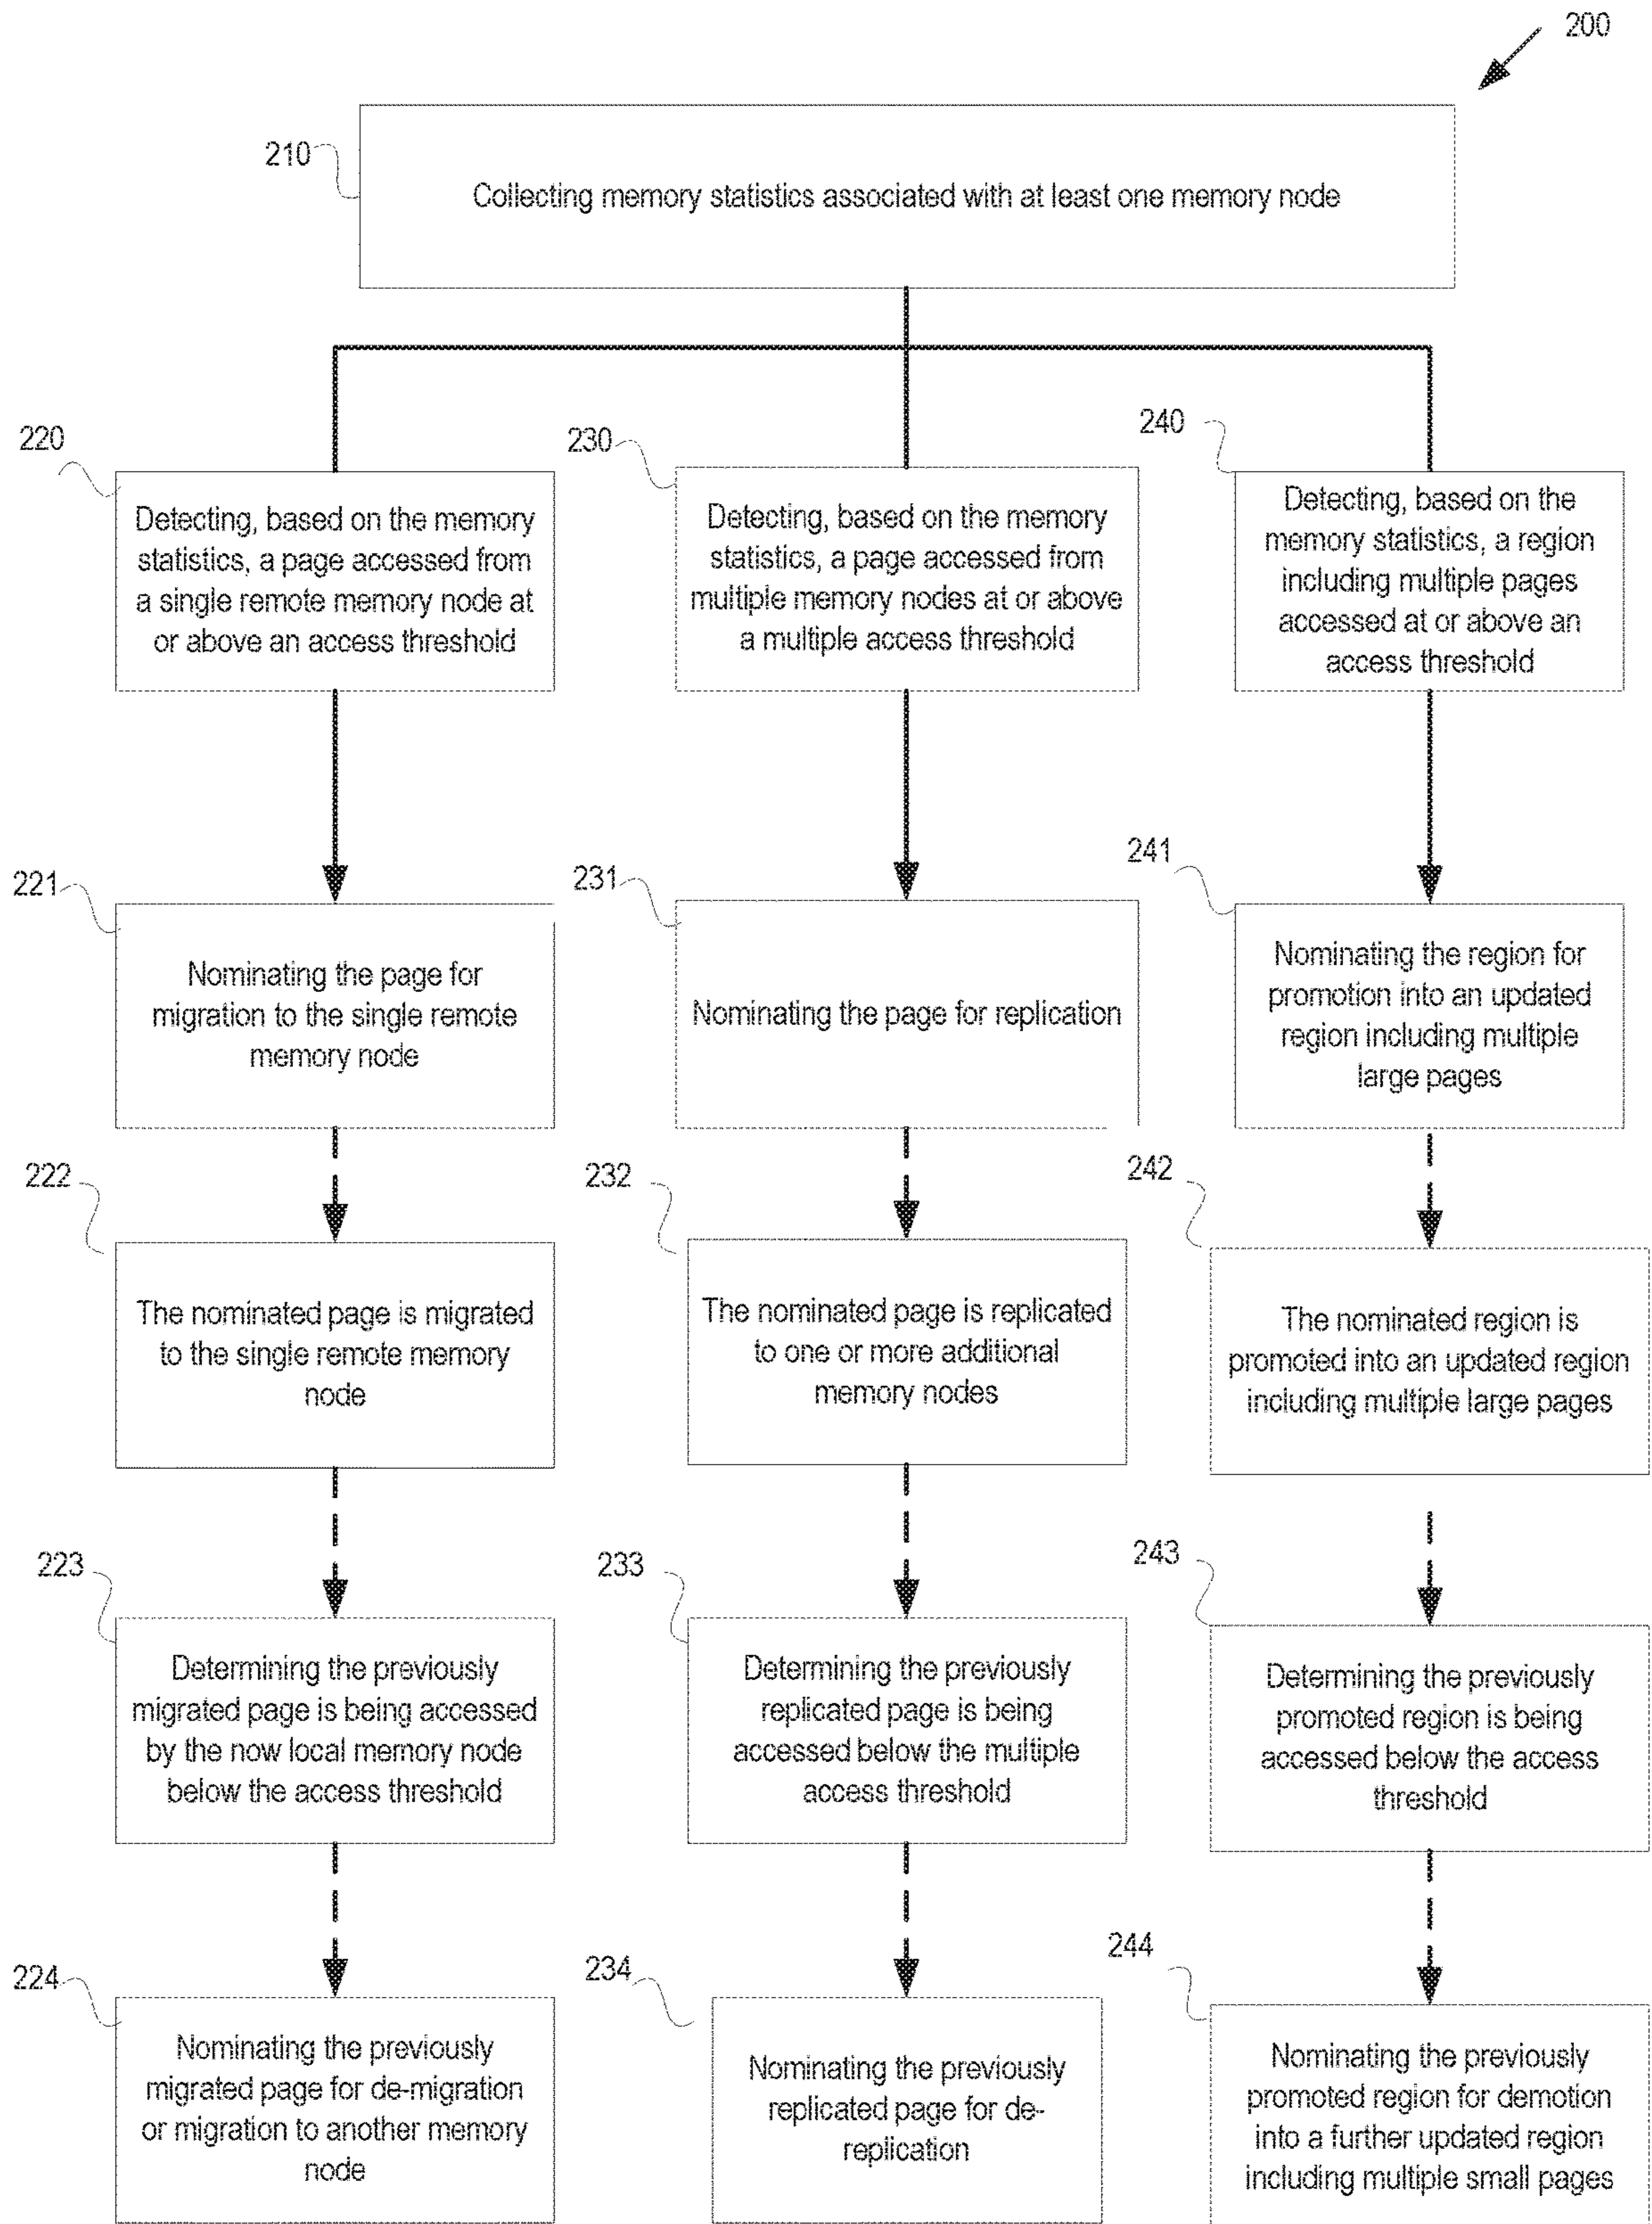 200
210
Collecting memory statistics associated with at least one memory node
220
Detecting, based on the memory
statistics, a page accessed from
a single remote memory node at
or above an access threshold
230
Detecting, based on the memory
statistics, a page accessed from
multiple memory nodes at or above
a multiple access threshold
240
Detecting, based on the
memory statistics, a region
including multiple pages
accessed at or above an
access threshold
221
Nominating the page for
migration to the single remote
memory node
231
Nominating the page for replication
241
Nominating the region for
promotion into an updated
region including multiple
large pages
222
The nominated page is migrated
to the single remote memory
node
232
The nominated page is replicated
to one or more additional
memory nodes
242
The nominated region is
promoted into an updated region
including multiple large pages
223
Determining the previously
migrated page is being accessed
by the now local memory node
below the access threshold
233
Determining the previously
replicated page is being
accessed below the multiple
access threshold
243
Determining the previously
promoted region is being
accessed below the access
threshold
224
Nominating the previously
migrated page for de-migration
or migration to another memory
node
234
Nominating the previously
replicated page for de-
replication
244
Nominating the previously
promoted region for demotion
into a further updated region
including multiple small pages